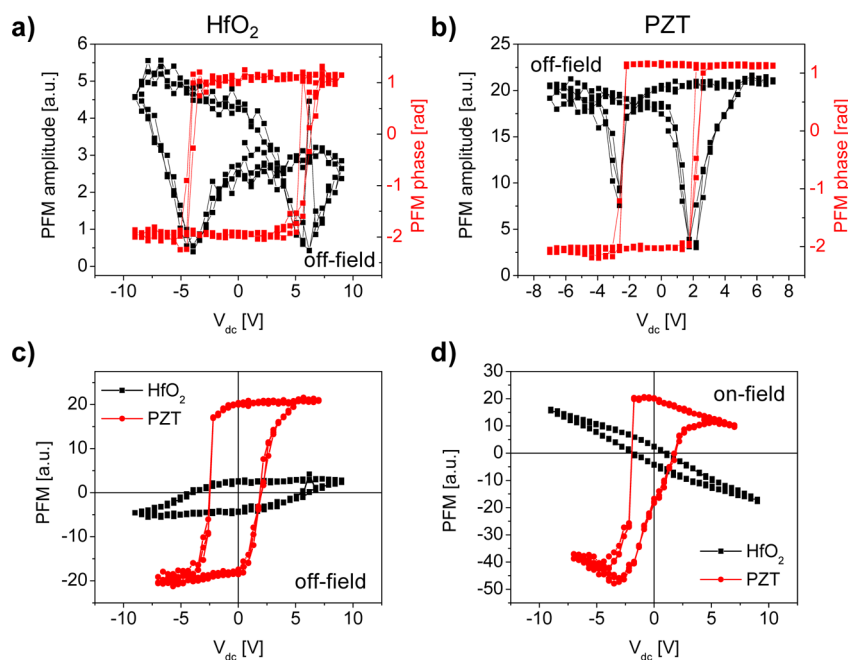 HfO2
PZT
a)
PFM amplitude [a.u.]
6
5
4
3
2
1
0
-10 -5 0 5 10
Vdc [V]
1
0
-1
-2
PFM phase [rad]
off-field
b)
PFM amplitude [a.u.]
25
20
15
10
5
0
-8 -6 -4 -2 0 2 4 6 8
Vdc [V]
1
0
-1
-2
PFM phase [rad]
off-field
c)
PFM [a.u.]
20
10
0
-10
-20
-10 -5 0 5 10
Vdc [V]
HfO2
PZT
off-field
d)
PFM [a.u.]
20
10
0
-10
-20
-30
-40
-50
-10 -5 0 5 10
Vdc [V]
on-field
HfO2
PZT